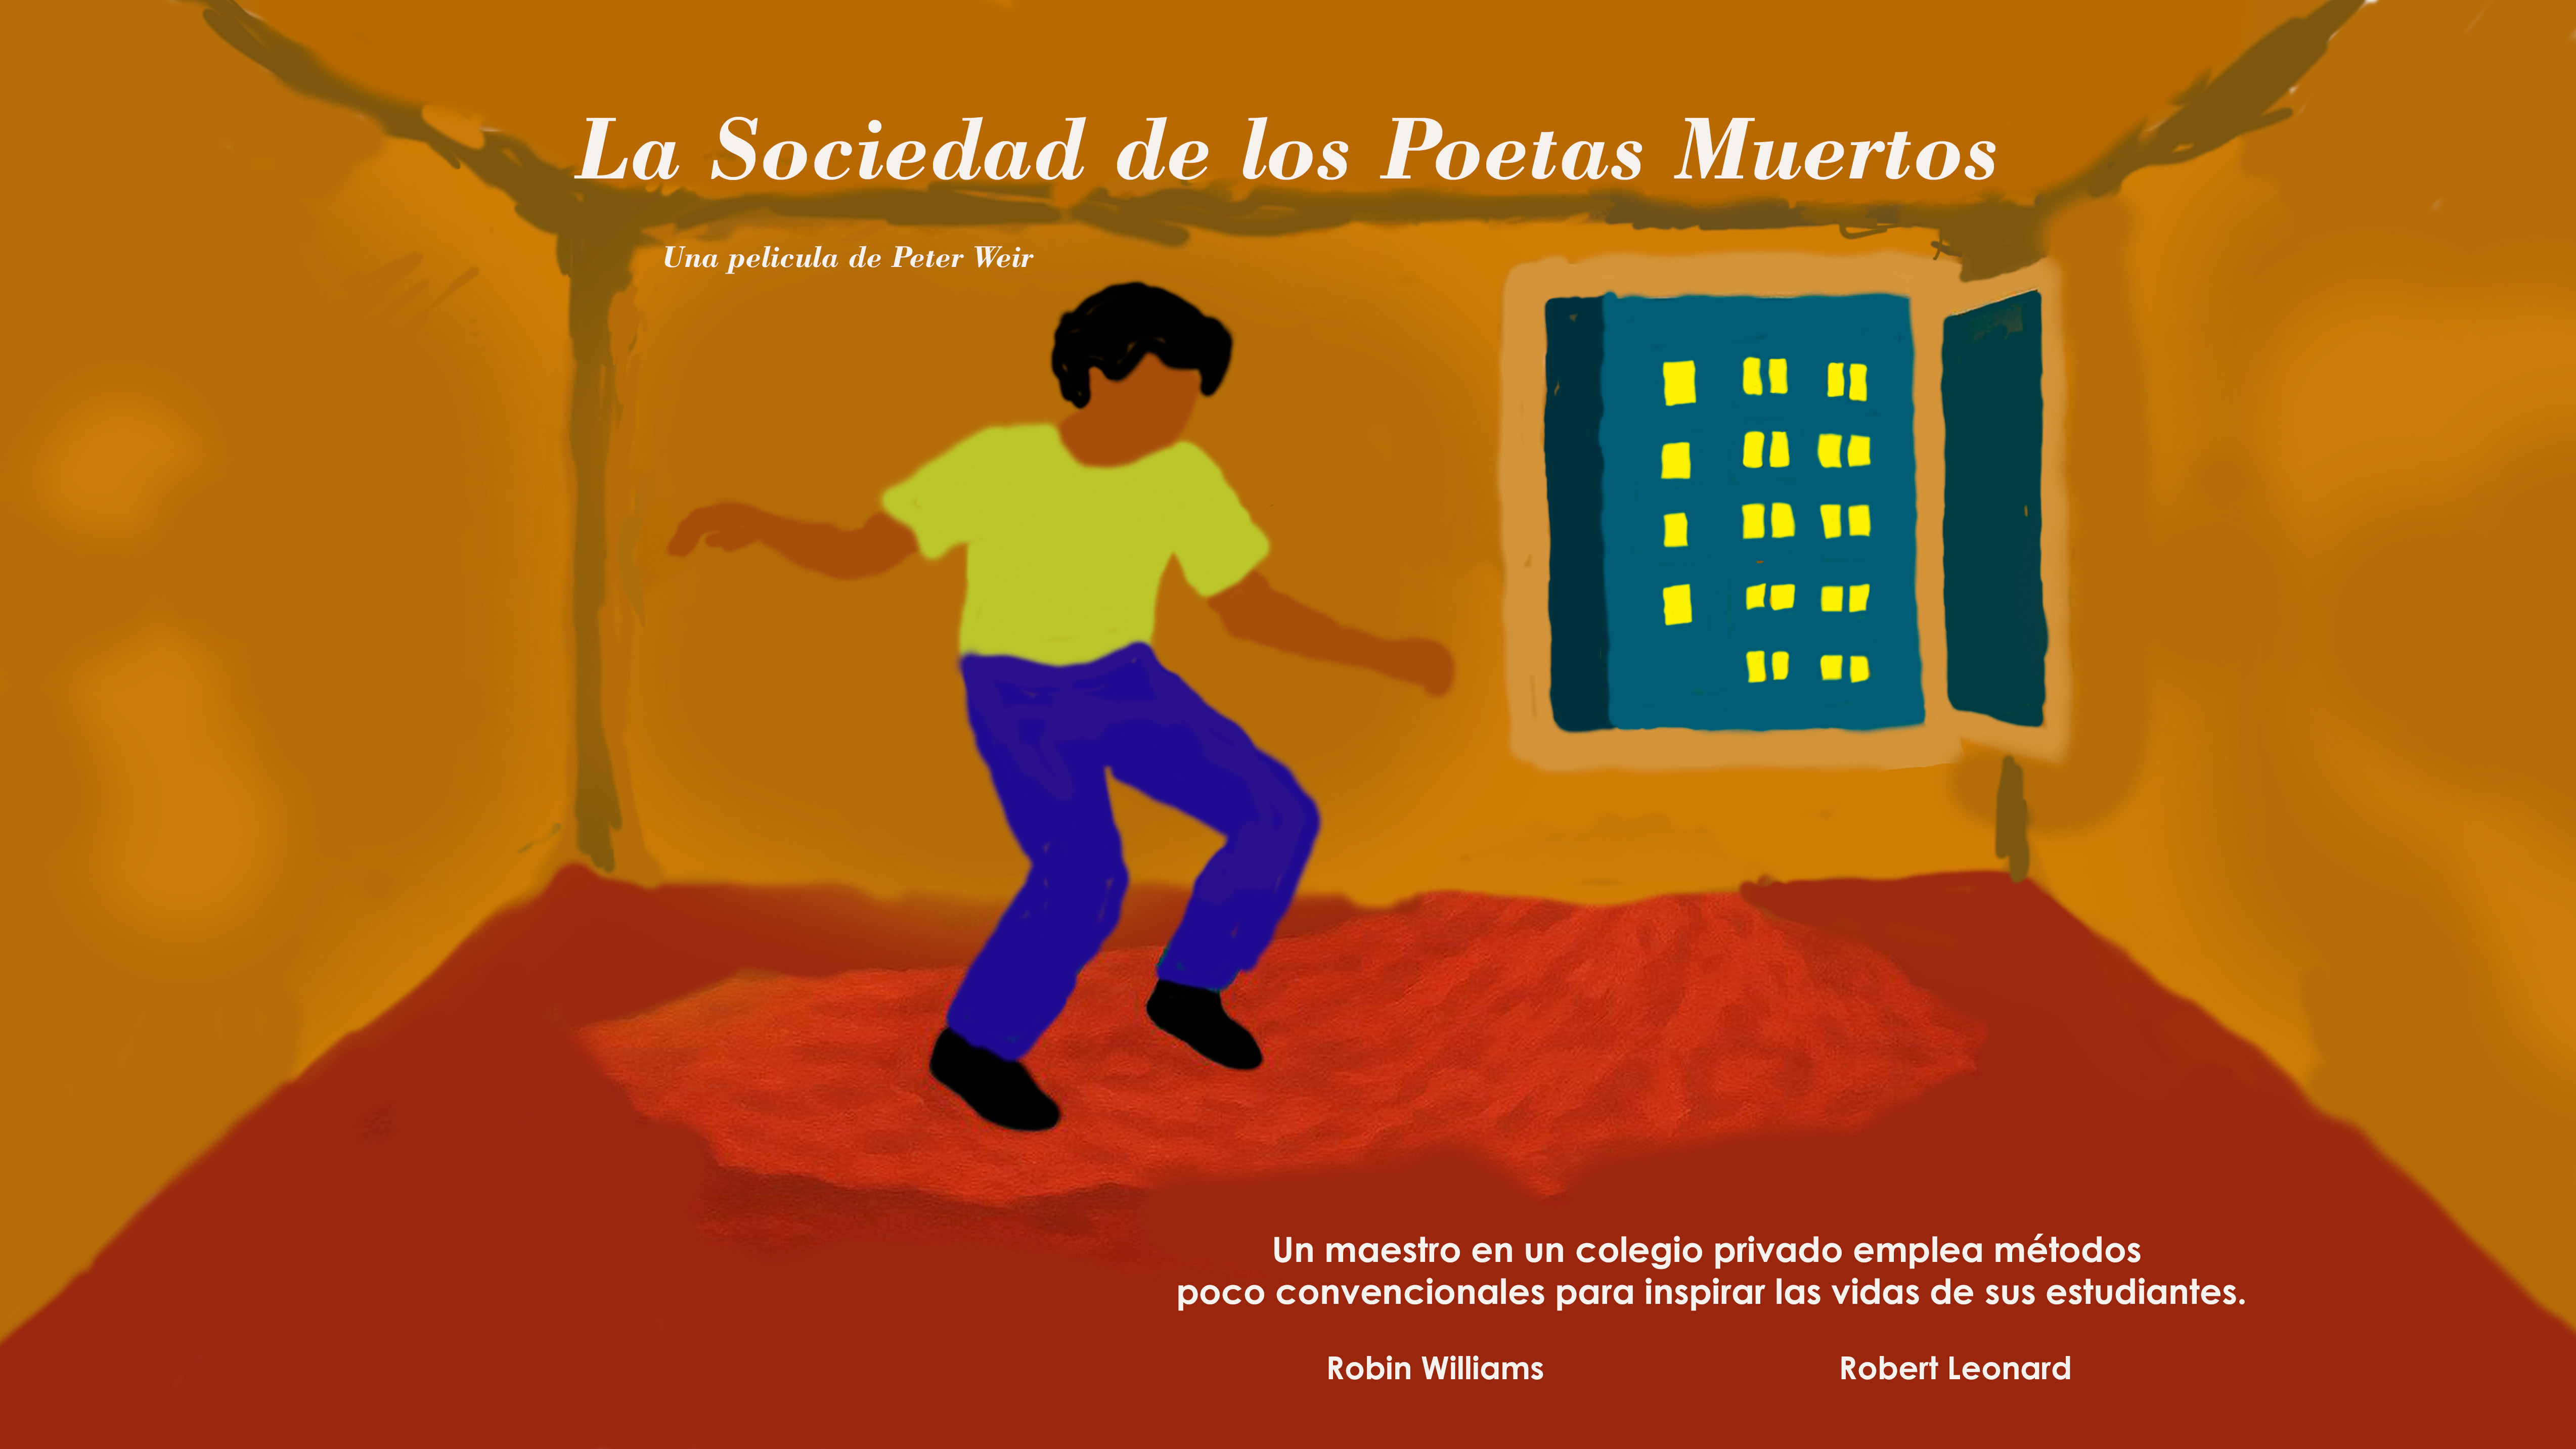 La Sociedad de los Poetas Muertos
Una pelicula de Peter Weir
Un maestro en un colegio privado emplea métodos
poco convencionales para inspirar las vidas de sus estudiantes.
Robin Williams Robert Leonard